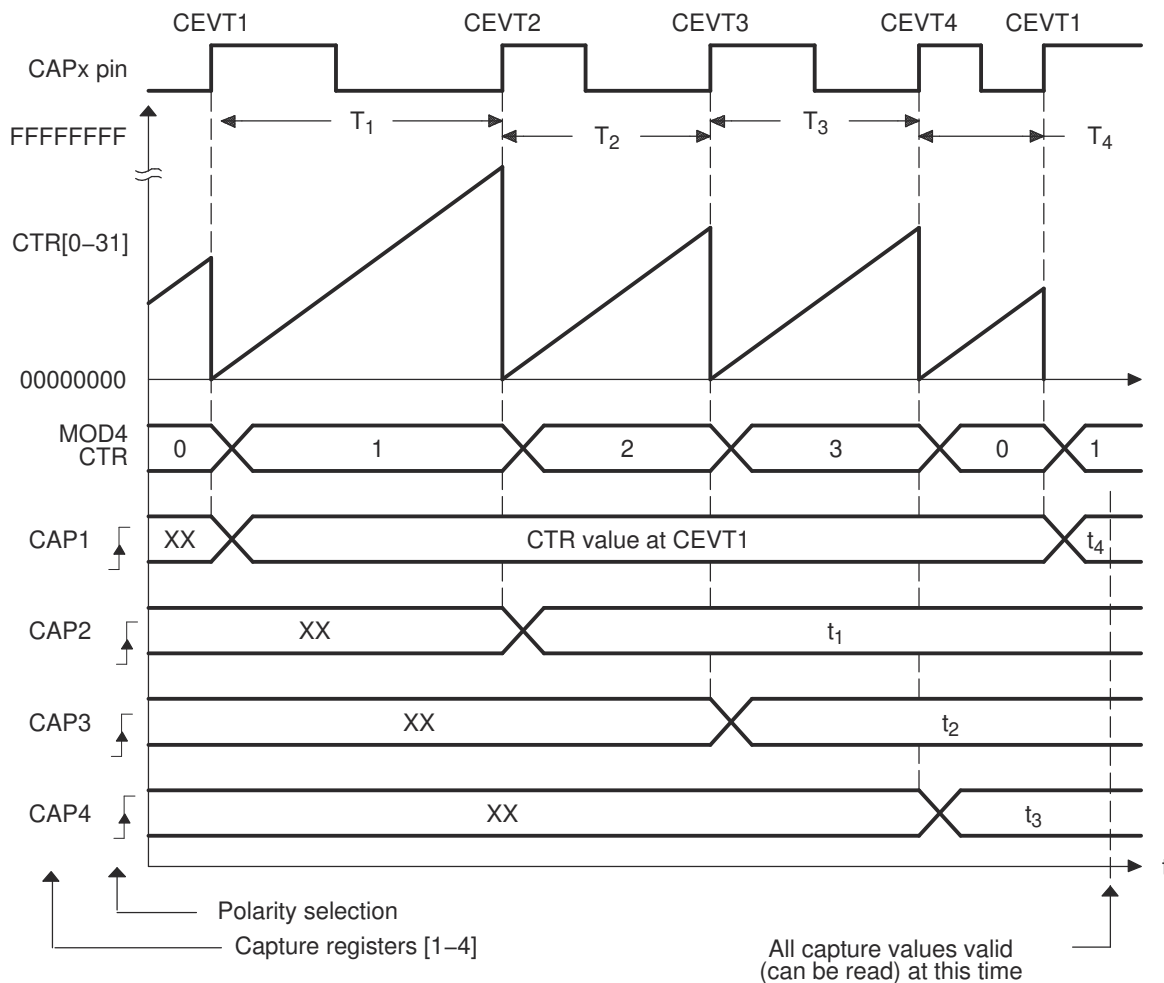 CEVT1 CEVT2 CEVT3 CEVT4 CEVT1
CAPx pin
T1 T2 T3 T4
FFFFFFFF
CTR[0−31]
00000000
MOD4
CTR
0 1 2 3 0 1
CAP1 XX CTR value at CEVT1 t4
CAP2 XX t1
CAP3 XX t2
CAP4 XX t3
t
Polarity selection
Capture registers [1−4]
All capture values valid
(can be read) at this time